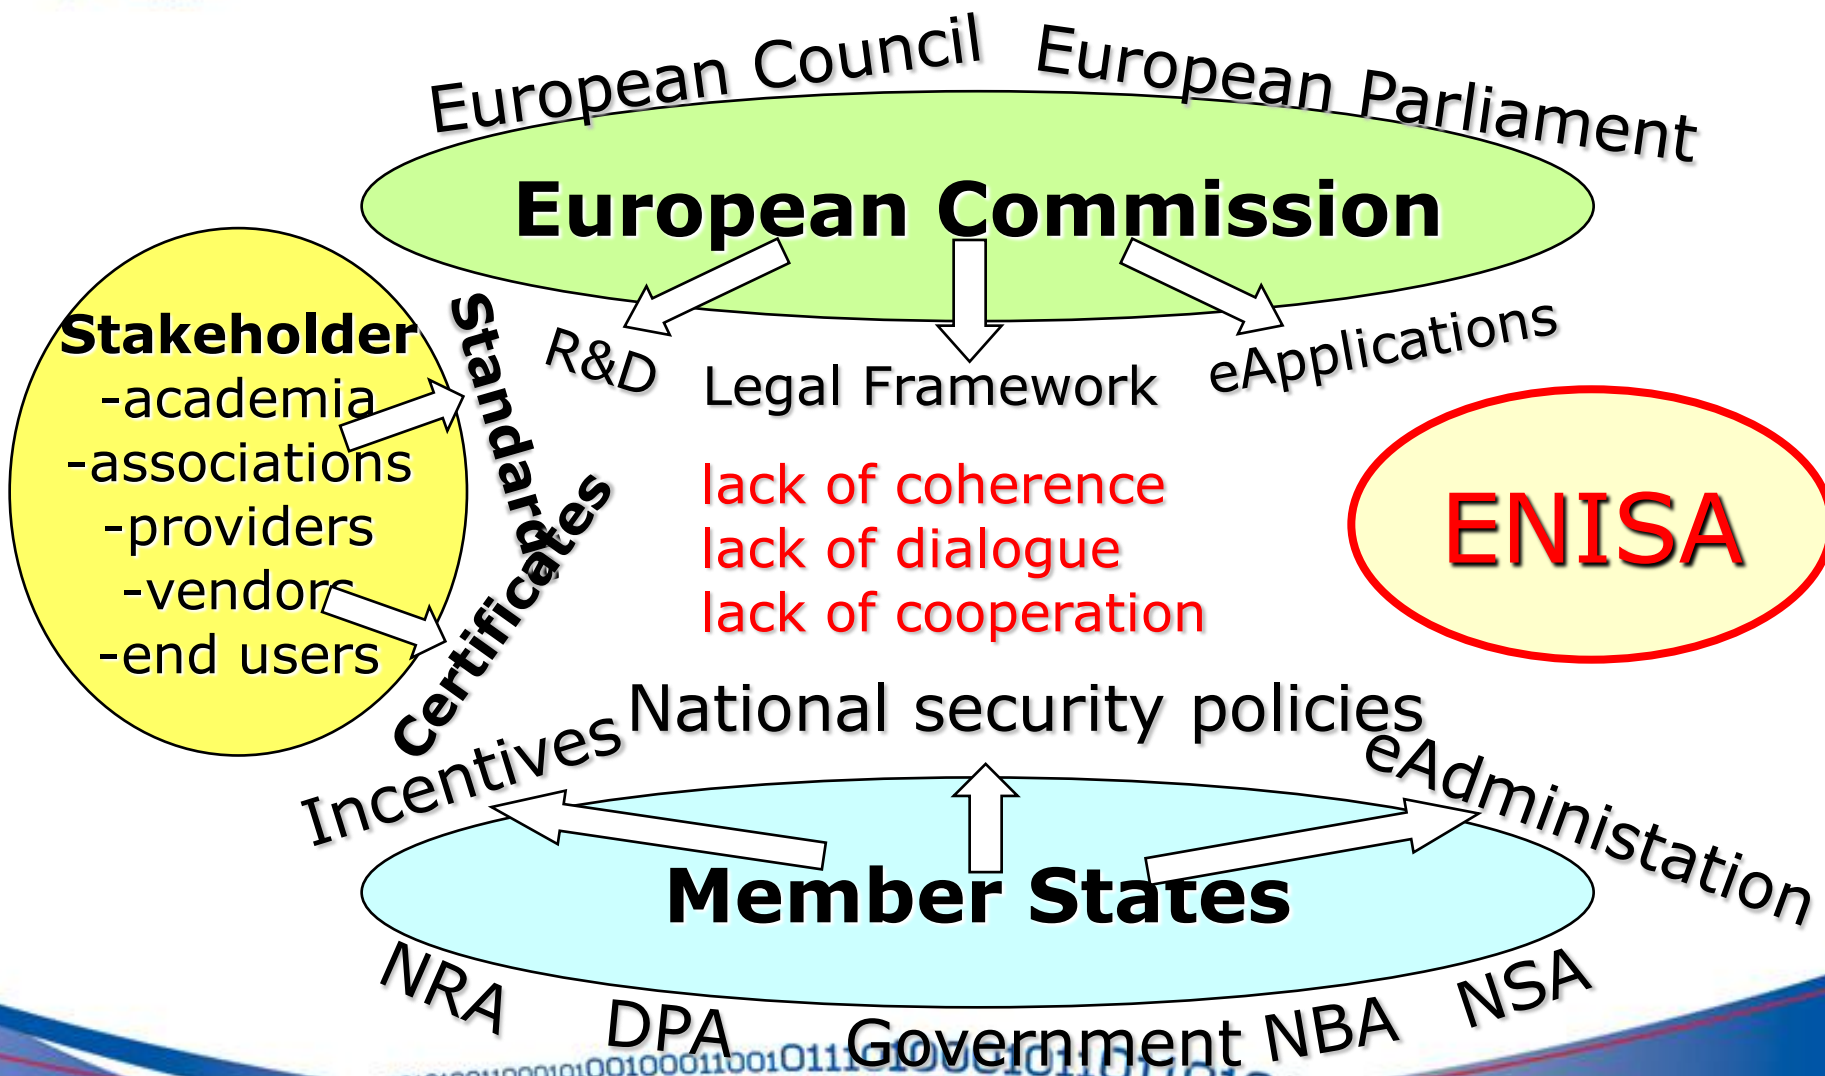 European Council
European Parliament
European Commission
R&D
Legal Framework
eApplications
Stakeholder
-academia
-associations
-providers
-vendors
-end users
Standards
Certificates
lack of coherence
lack of dialogue
lack of cooperation
ENISA
National security policies
Incentives
eAdministation
Member States
NRA
DPA
Government
NBA
NSA